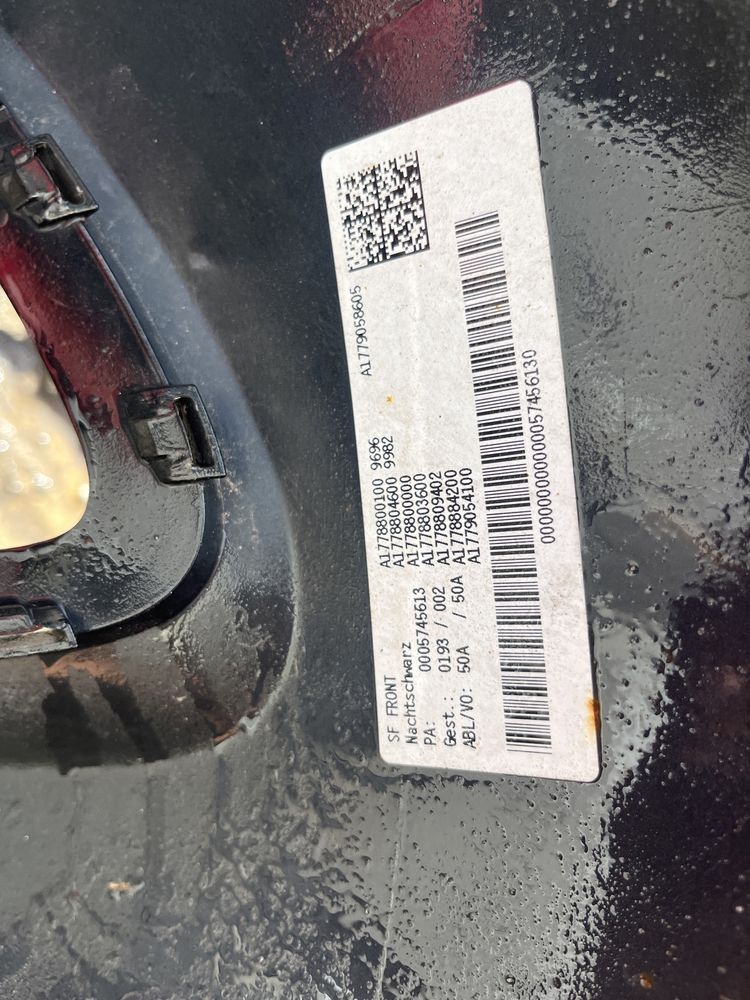 SF FRONT
Nachtschwarz
PA: 0005745613
Gest.: 0193 / 002
ABL/VO: 50A / 50A
A1778800100 9696
A1778804600 9982
A1778800000
A1778803600
A1778809402
A1778884200
A1779054100
A1779058605
000000000000057456130